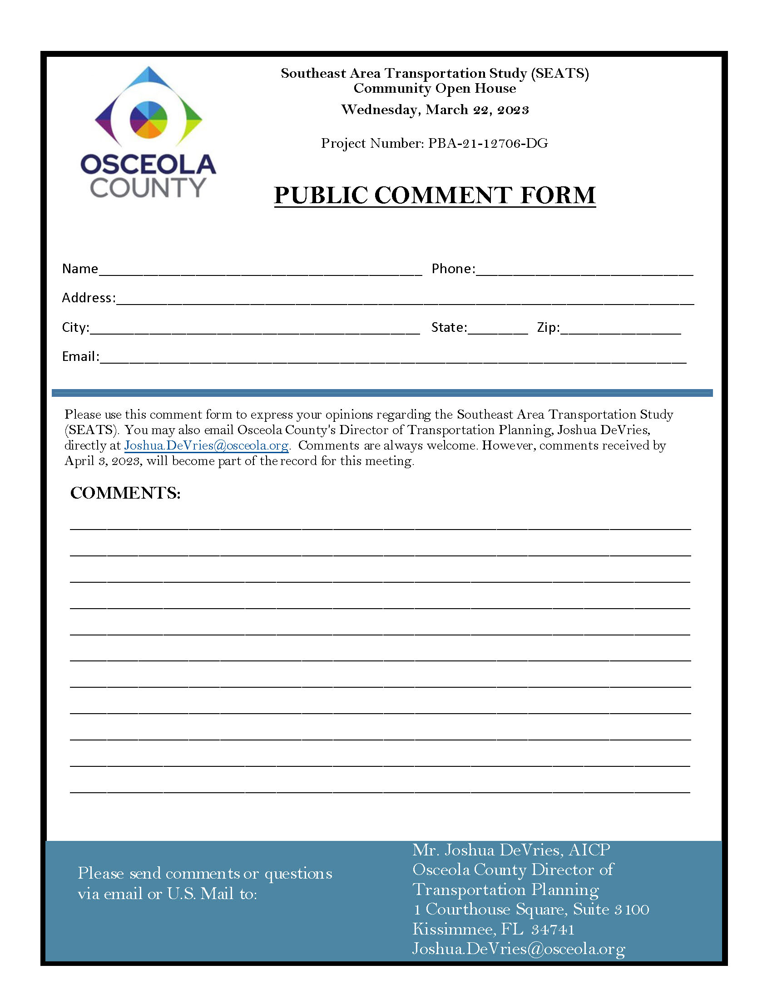 OSCEOLA
COUNTY
Southeast Area Transportation Study (SEATS)
Community Open House
Wednesday, March 22, 2023
Project Number: PBA-21-12706-DG
PUBLIC COMMENT FORM
Name Phone:
Address:
City: State: Zip:
Email:
Please use this comment form to express your opinions regarding the Southeast Area Transportation Study
(SEATS). You may also email Osceola County's Director of Transportation Planning, Joshua DeVries,
directly at Joshua.DeVries@osceola.org. Comments are always welcome. However, comments received by
April 3, 2023, will become part of the record for this meeting.
COMMENTS:
Please send comments or questions
via email or U.S. Mail to:
Mr. Joshua DeVries, AICP
Osceola County Director of
Transportation Planning
1 Courthouse Square, Suite 3100
Kissimmee, FL 34741
Joshua.DeVries@osceola.org